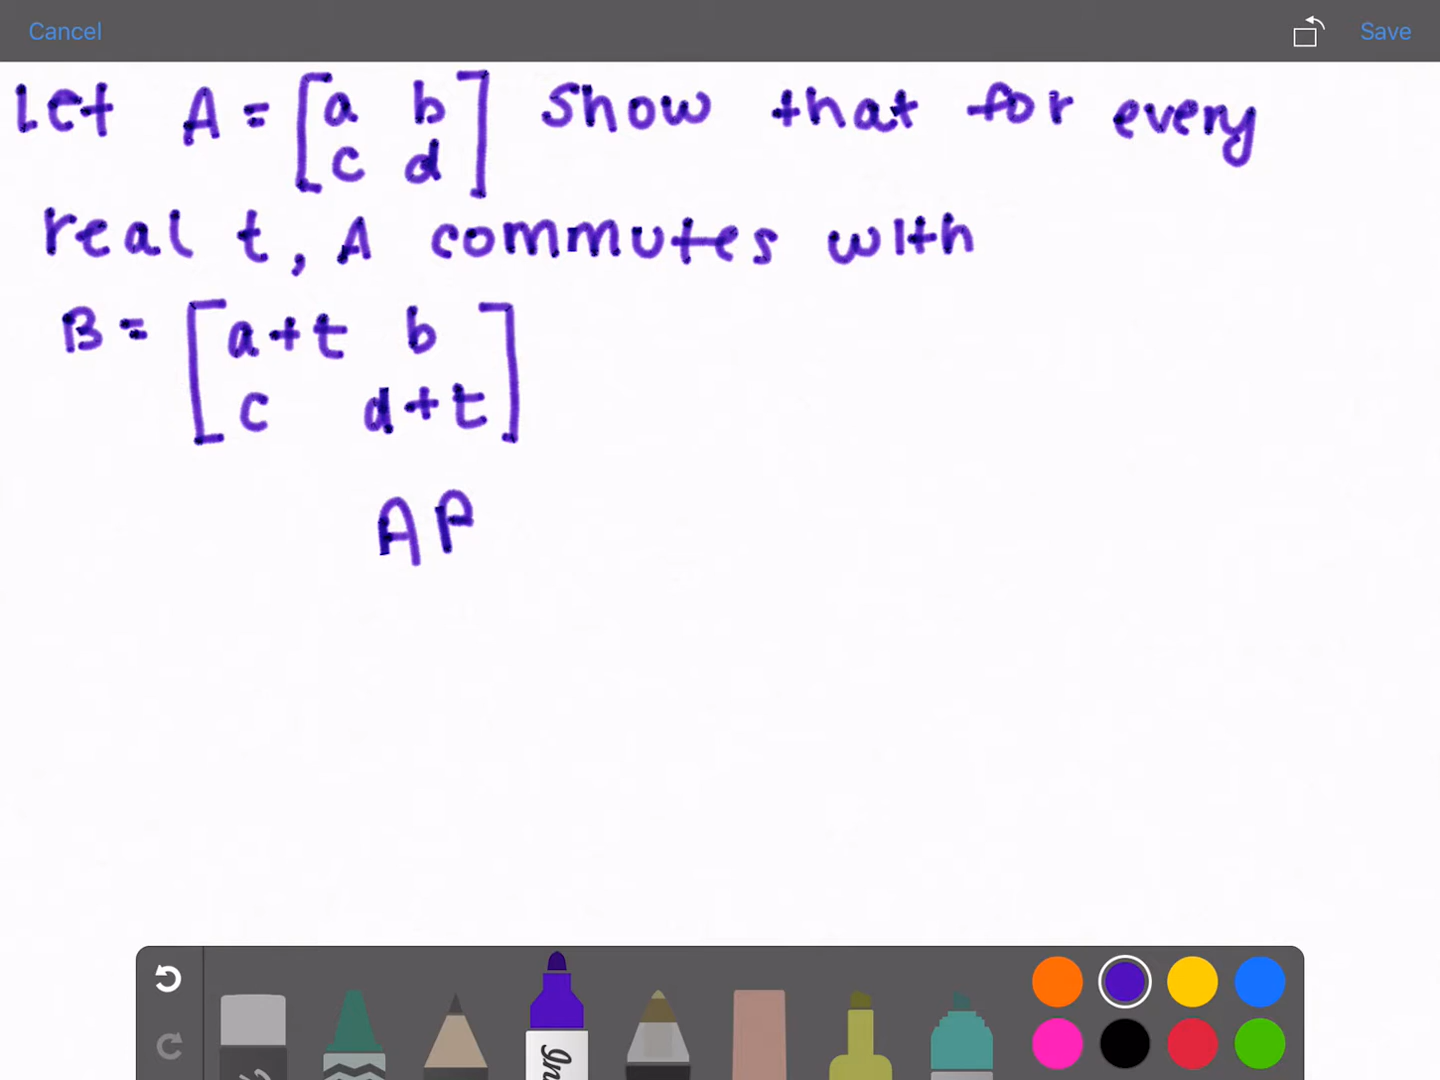 Cancel
Save
Let A = [a b
c d] show that for every
real t, A commutes with
B = [a+t b
c d+t]
AP